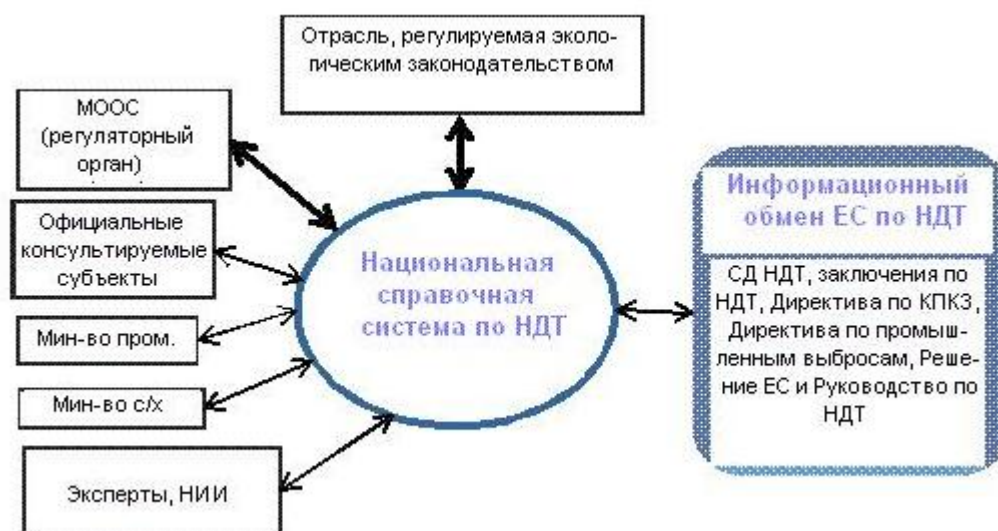 Отрасль, регулируемая эколо-
гическим законодательством
МООС
(регуляторный
орган)
Официальные
консультируемые
субъекты
Мин-во пром.
Мин-во с/х
Эксперты, НИИ
Национальная
справочная
система по НДТ
Информационный
обмен ЕС по НДТ
СД НДТ, заключения по
НДТ, Директива по КПКЗ,
Директива по промыш-
ленным выбросам, Реше-
ние ЕС и Руководство по
НДТ